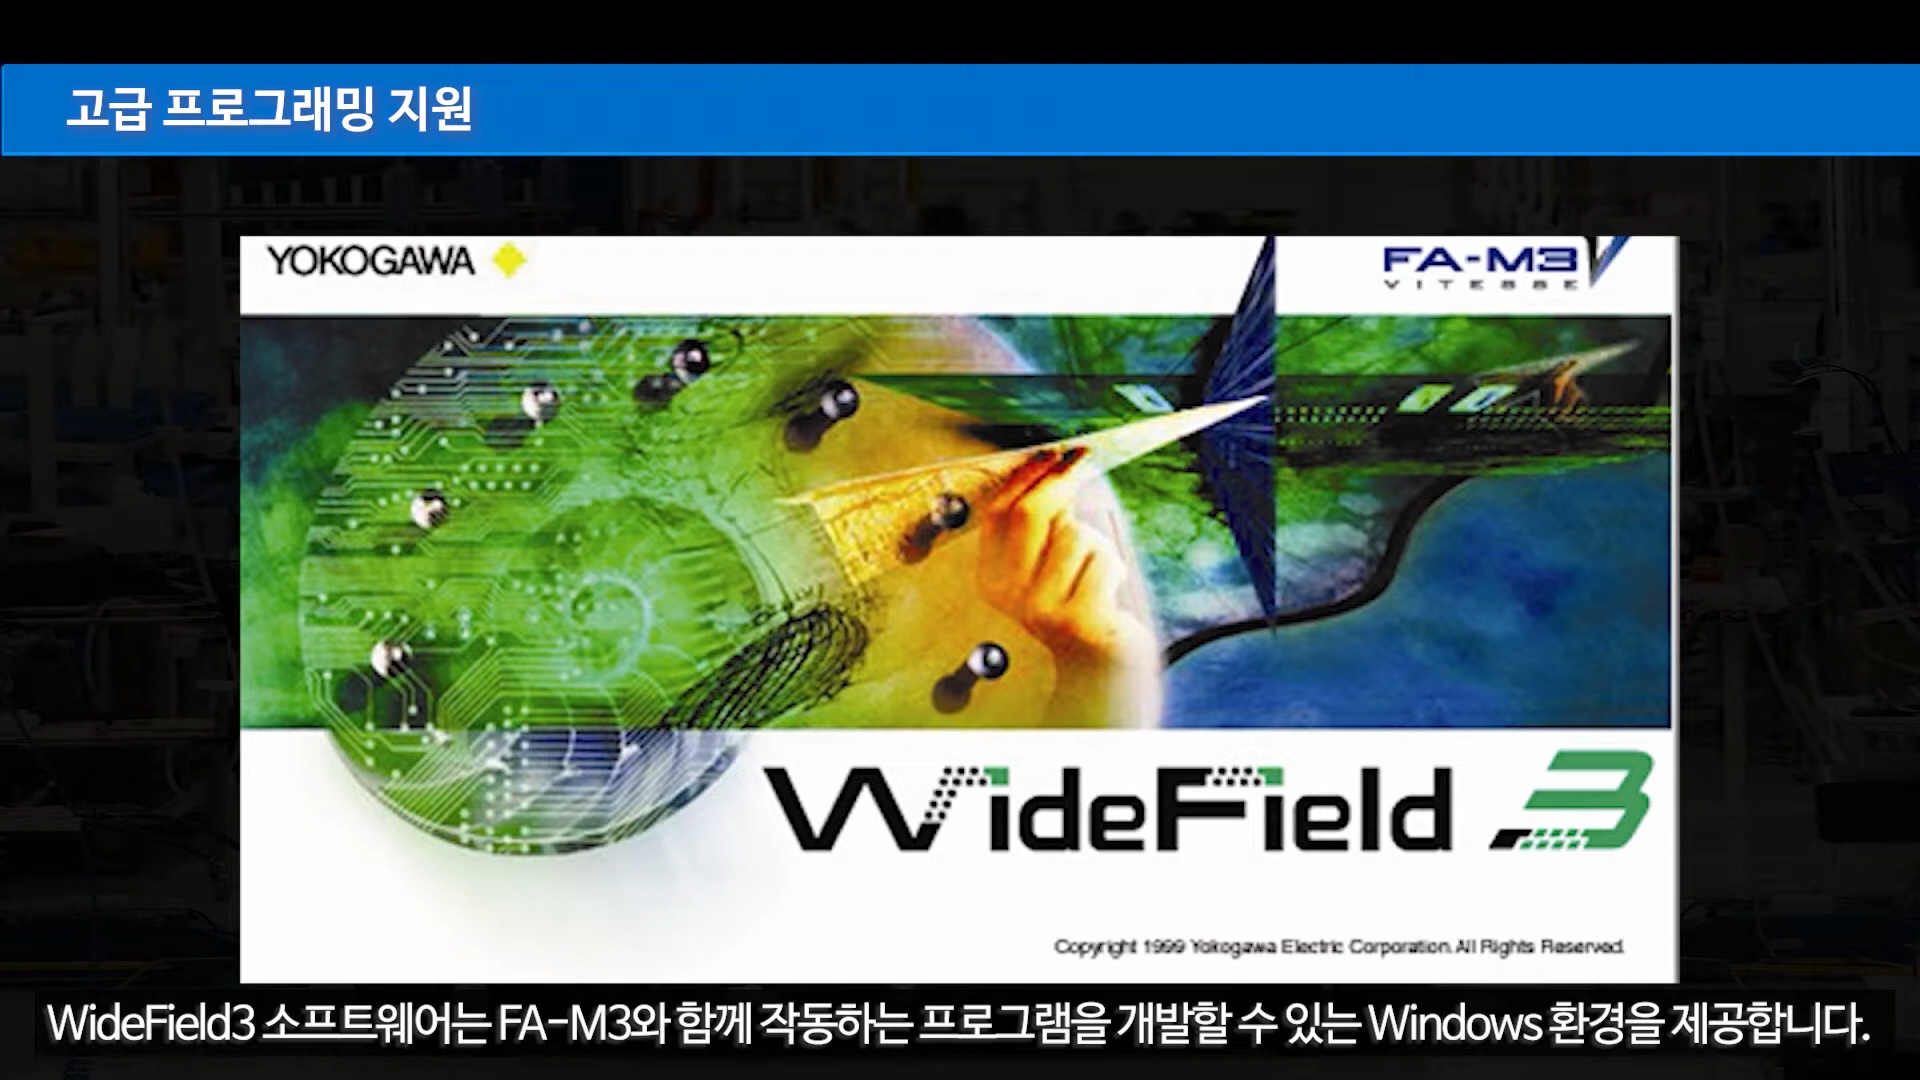 고급 프로그래밍 지원
YOKOGAWA
FA-M3
VITESSE
WideField 3
Copyright 1999 Yokogawa Electric Corporation. All Rights Reserved.
WideField3 소프트웨어는 FA-M3와 함께 작동하는 프로그램을 개발할 수 있는 Windows 환경을 제공합니다.